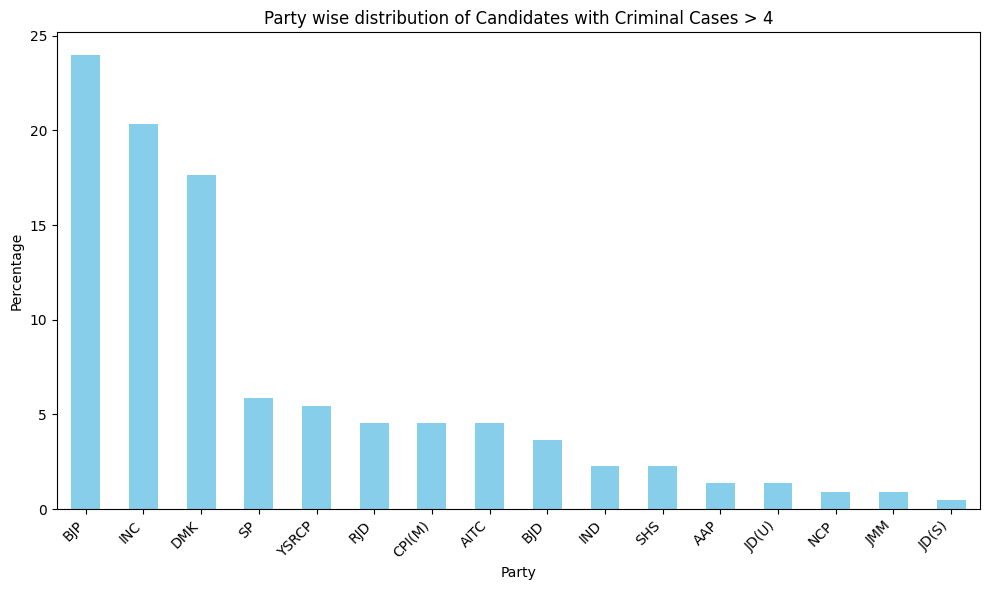 Party wise distribution of Candidates with Criminal Cases > 4
Percentage
25
20
15
10
5
0
BJP
INC
DMK
SP
YSRCP
RJD
CPI((M)
AITC
BJD
IND
SHS
AAP
JD(U)
NCP
JMM
JD(S)
Party